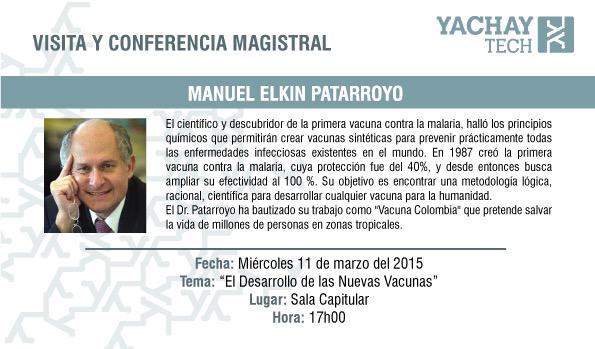 VISITA Y CONFERENCIA MAGISTRAL
YACHAY
TECH
MANUEL ELKIN PATARROYO
El científico y descubridor de la primera vacuna contra la malaria, halló los principios
químicos que permitirán crear vacunas sintéticas para prevenir prácticamente todas
las enfermedades infecciosas existentes en el mundo. En 1987 creó la primera
vacuna contra la malaria, cuya protección fue del 40%, y desde entonces busca
ampliar su efectividad al 100 %. Su objetivo es encontrar una metodología lógica,
racional, científica para desarrollar cualquier vacuna para la humanidad.
El Dr. Patarroyo ha bautizado su trabajo como "Vacuna Colombia" que pretende salvar
la vida de millones de personas en zonas tropicales.
Fecha: Miércoles 11 de marzo del 2015
Tema: “El Desarrollo de las Nuevas Vacunas”
Lugar: Sala Capitular
Hora: 17h00